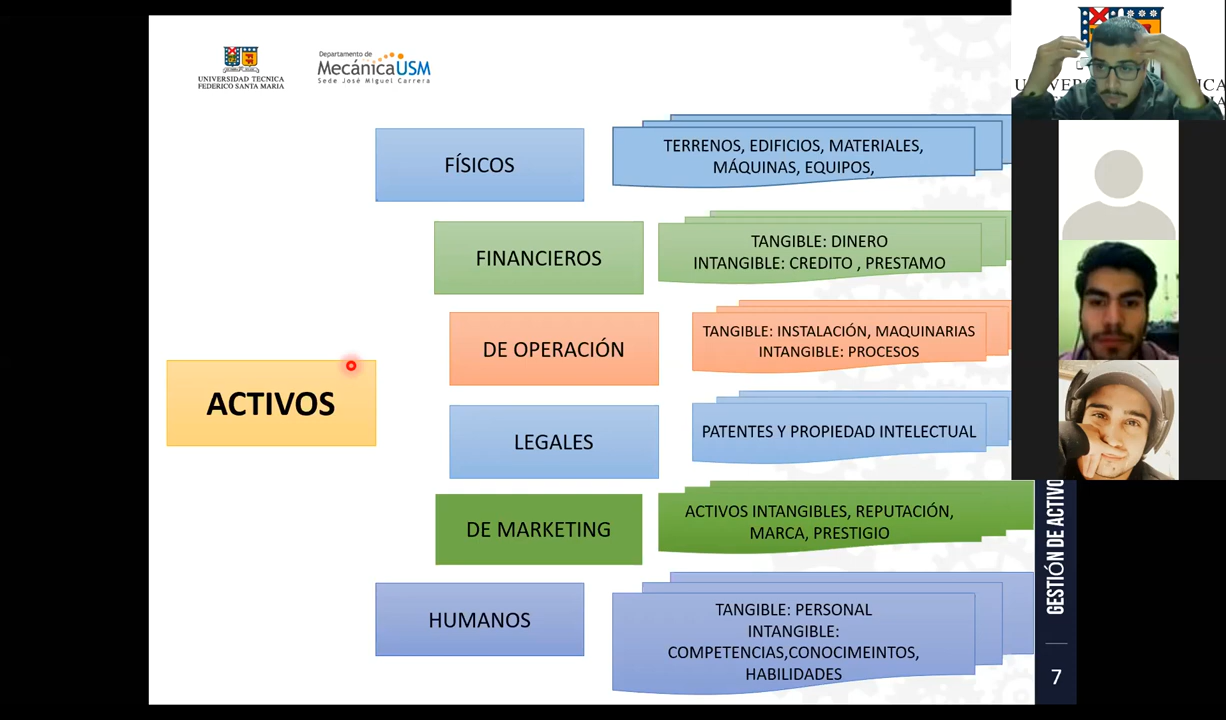 UNIVERSIDAD TÉCNICA
FEDERICO SANTA MARÍA
Departamento de
MecánicaUSM
Sede José Miguel Carrera
FÍSICOS
TERRENOS, EDIFICIOS, MATERIALES,
MÁQUINAS, EQUIPOS,
FINANCIEROS
TANGIBLE: DINERO
INTANGIBLE: CREDITO , PRESTAMO
DE OPERACIÓN
TANGIBLE: INSTALACIÓN, MAQUINARIAS
INTANGIBLE: PROCESOS
ACTIVOS
LEGALES
PATENTES Y PROPIEDAD INTELECTUAL
DE MARKETING
ACTIVOS INTANGIBLES, REPUTACIÓN,
MARCA, PRESTIGIO
HUMANOS
TANGIBLE: PERSONAL
INTANGIBLE:
COMPETENCIAS,CONOCIMEINTOS,
HABILIDADES
GESTIÓN DE ACTIVO
7